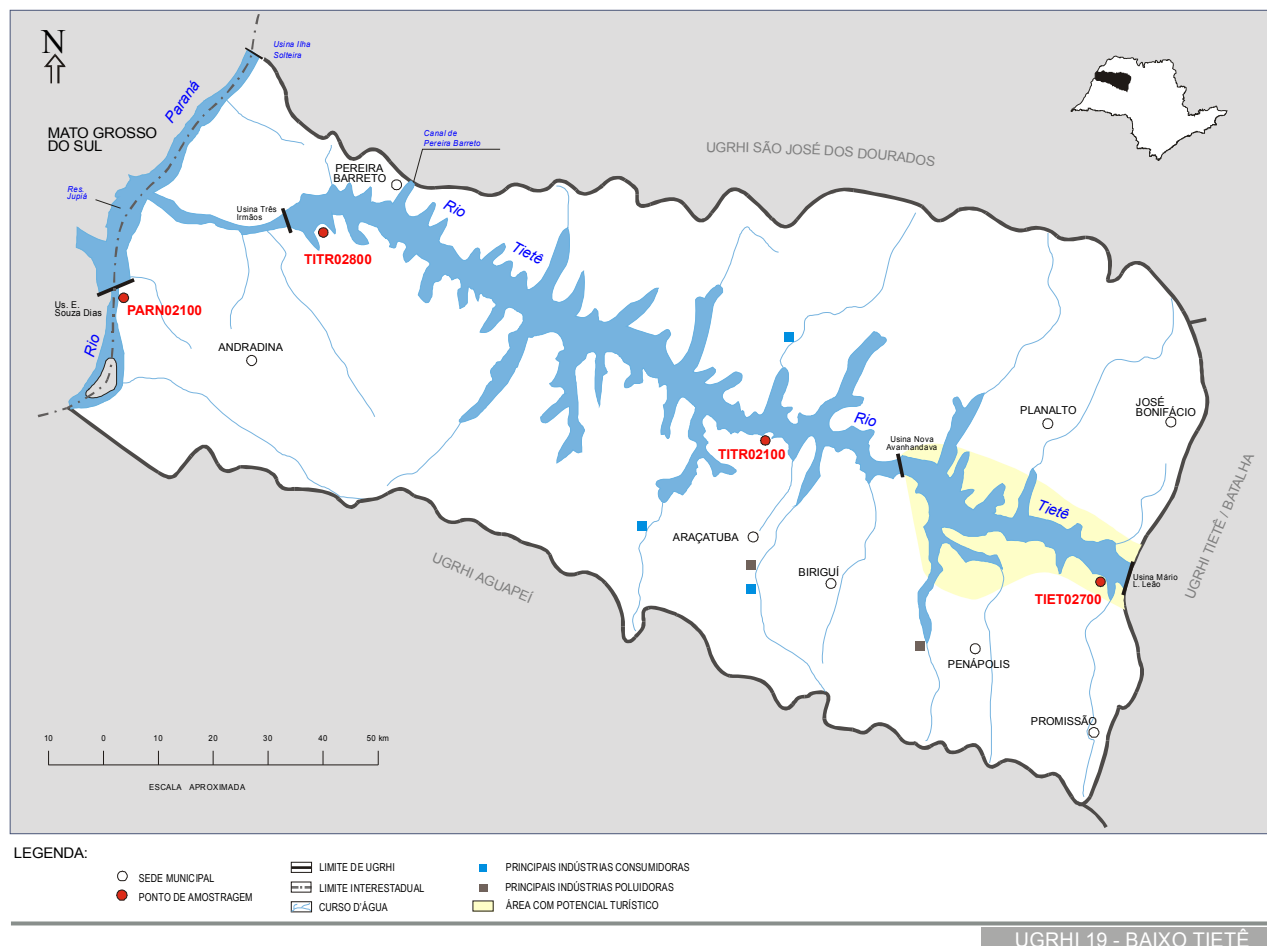 N
Usina Ilha
Solteira
Paraná
MATO GROSSO
DO SUL
Canal de
Pereira Barreto
UGRHI SÃO JOSÉ DOS DOURADOS
PEREIRA
BARRETO
Res.
Jupiá
Usina Três
Irmãos
Rio
Tietê
TITR02800
Us. E.
Souza Dias
PARN02100
Rio
ANDRADINA
PLANALTO
JOSÉ
BONIFÁCIO
Rio
Usina Nova
Avanhandava
TITR02100
Tietê
UGRHI TIETÊ / BATALHA
ARAÇATUBA
UGRHI AGUAPEÍ
BIRIGUÍ
Usina Mário
L. Leão
TIET02700
PENÁPOLIS
PROMISSÃO
10 0 10 20 30 40 50 km
ESCALA APROXIMADA
LEGENDA:
SEDE MUNICIPAL
PONTO DE AMOSTRAGEM
LIMITE DE UGRHI
LIMITE INTERESTADUAL
CURSO D'ÁGUA
PRINCIPAIS INDÚSTRIAS CONSUMIDORAS
PRINCIPAIS INDÚSTRIAS POLUIDORAS
ÁREA COM POTENCIAL TURÍSTICO
UGRHI 19 - BAIXO TIETÊ